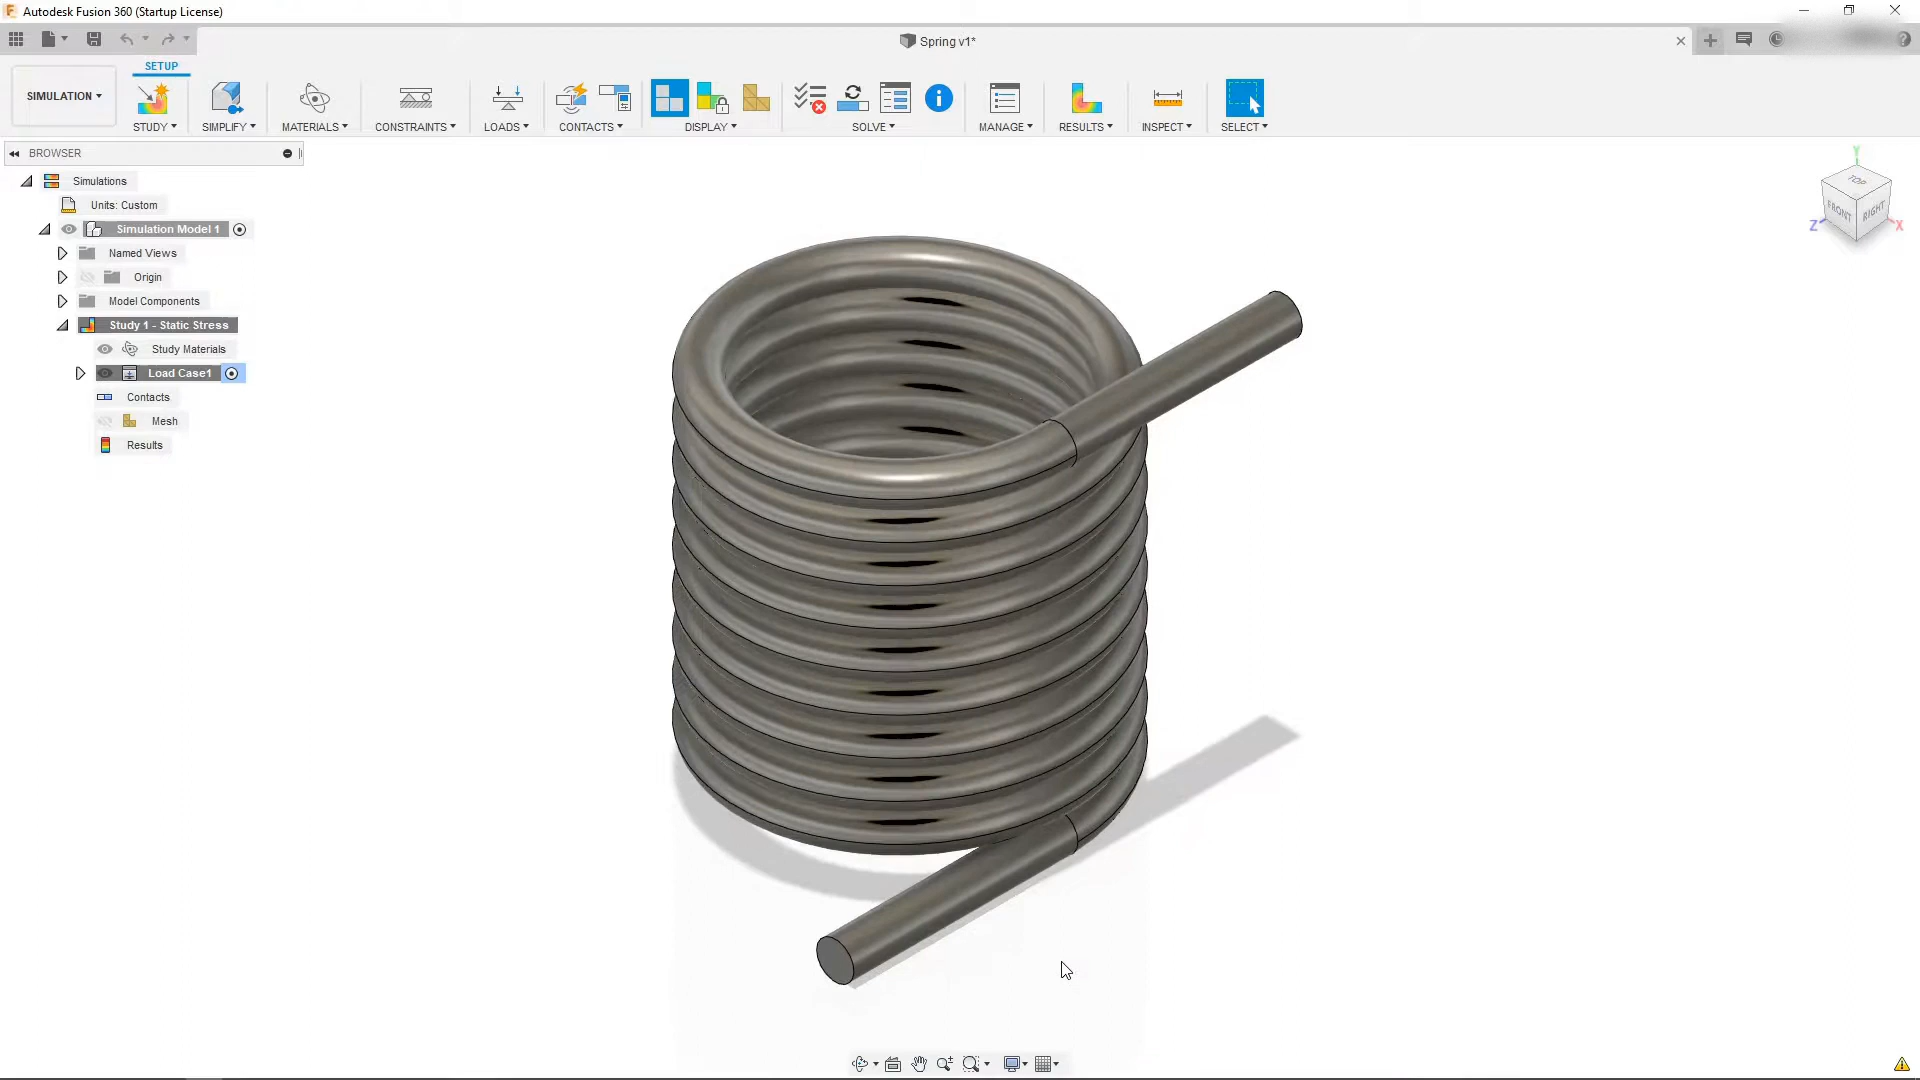 Autodesk Fusion 360 (Startup License)
Spring v1*
SETUP
SIMULATION
STUDY
SIMPLIFY
MATERIALS
CONSTRAINTS
LOADS
CONTACTS
DISPLAY
SOLVE
MANAGE
RESULTS
INSPECT
SELECT
BROWSER
Simulations
Units: Custom
Simulation Model 1
Named Views
Origin
Model Components
Study 1 - Static Stress
Study Materials
Load Case1
Contacts
Mesh
Results
Y
TOP
FRONT
RIGHT
Z
X